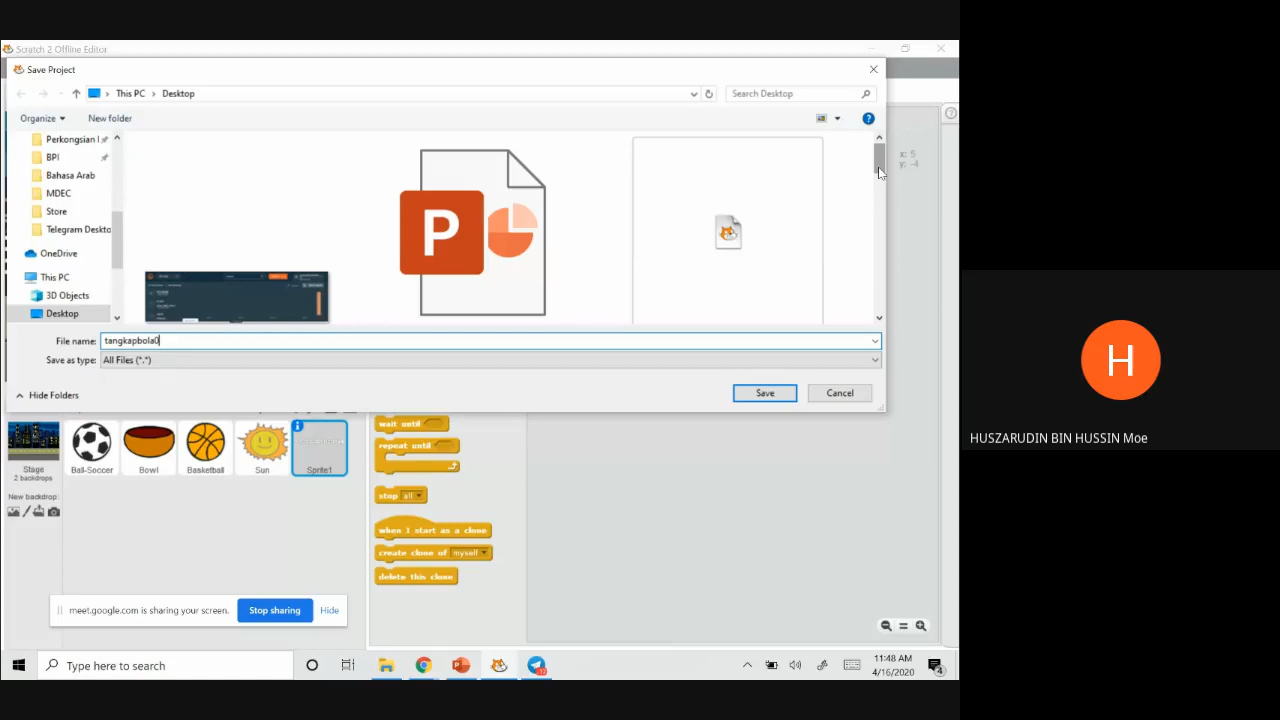 Scratch 2 Offline Editor
Save Project
This PC > Desktop
Search Desktop
Organize
New folder
Perkongsian I
BPI
Bahasa Arab
MDEC
Store
Telegram Deskto
OneDrive
This PC
3D Objects
Desktop
P
x: 5
y: -4
File name: tangkapbola0
Save as type: All Files (*.*)
Hide Folders
Save
Cancel
Stage
2 backdrops
New backdrop:
Ball-Soccer
Bowl
Basketball
Sun
Sprite1
wait until
repeat until
stop all
when I start as a clone
create clone of myself
delete this clone
meet.google.com is sharing your screen.
Stop sharing
Hide
Type here to search
11:48 AM
4/16/2020
4
H
HUSZARUDIN BIN HUSSIN Moe